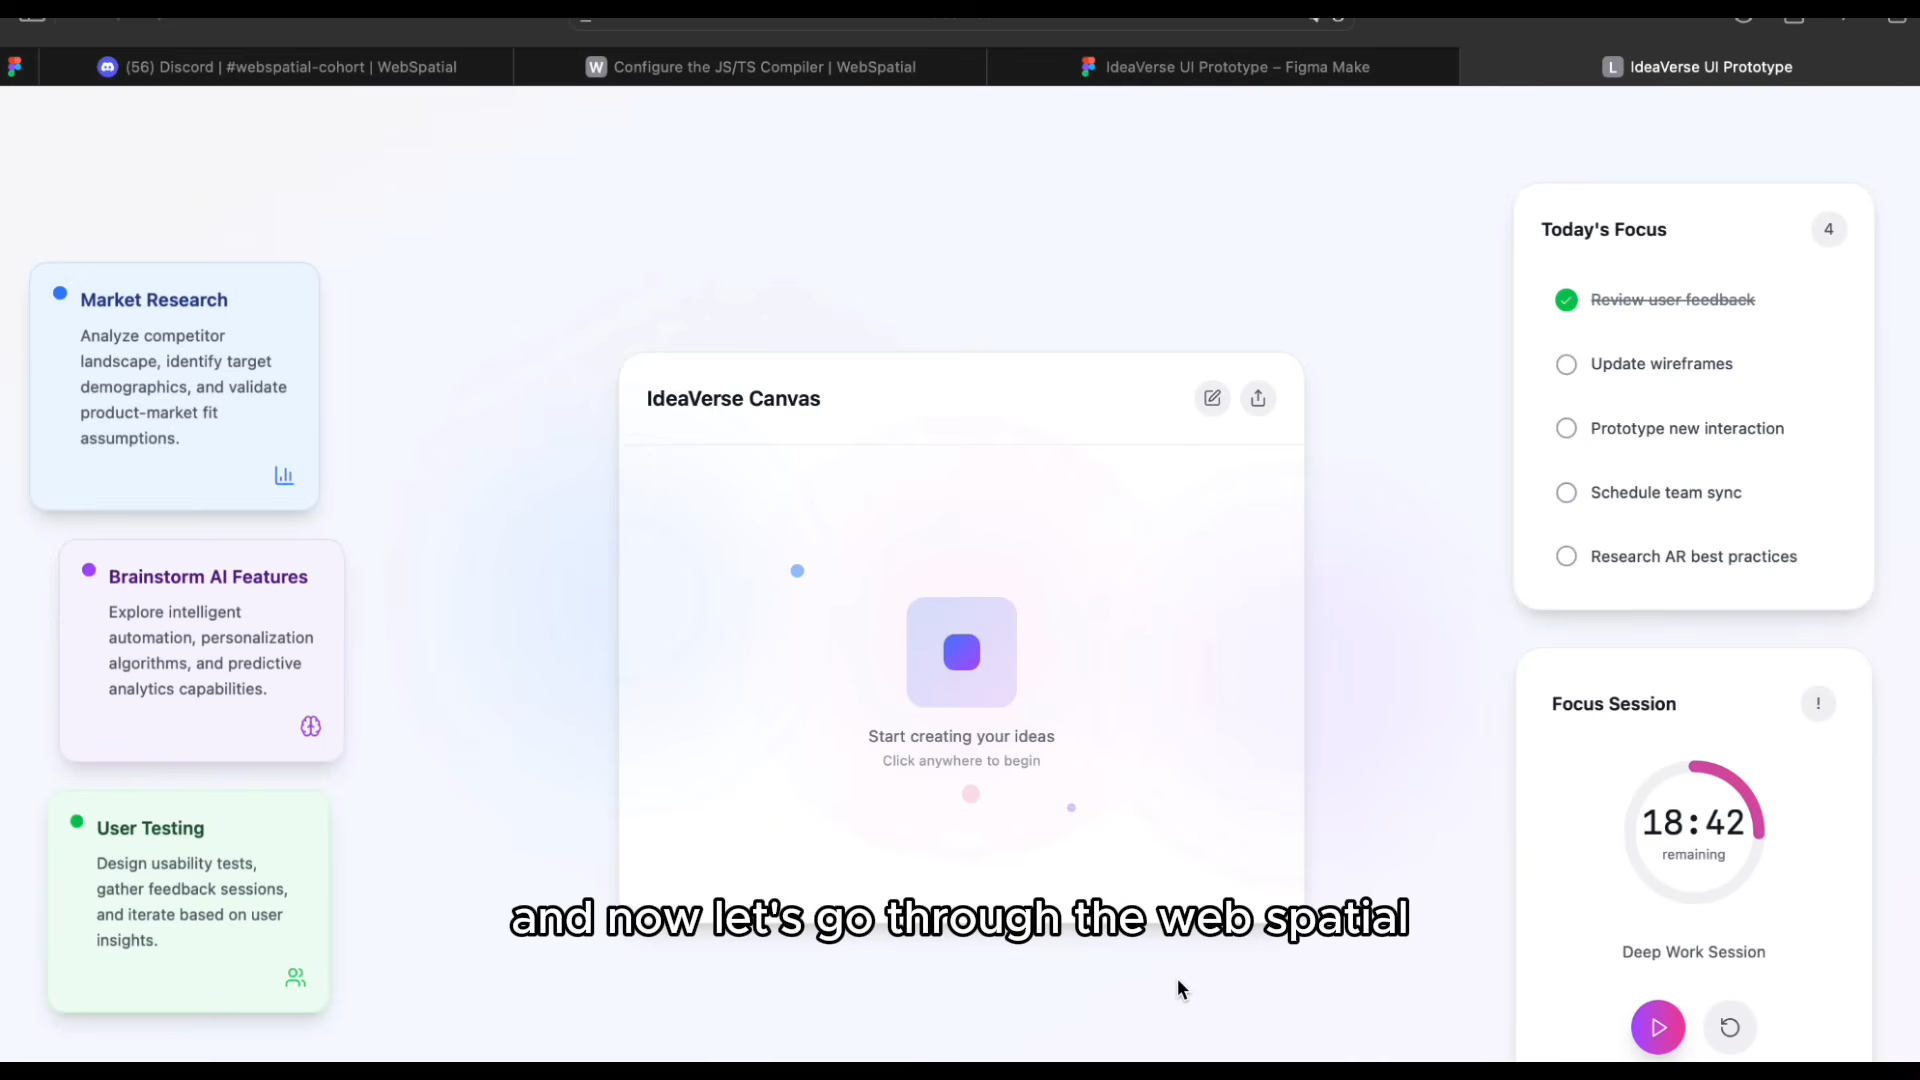 (56) Discord | #webspatial-cohort | WebSpatial
W Configure the JS/TS Compiler | WebSpatial
IdeaVerse UI Prototype – Figma Make
L IdeaVerse UI Prototype
Market Research
Analyze competitor
landscape, identify target
demographics, and validate
product-market fit
assumptions.
Brainstorm AI Features
Explore intelligent
automation, personalization
algorithms, and predictive
analytics capabilities.
User Testing
Design usability tests,
gather feedback sessions,
and iterate based on user
insights.
IdeaVerse Canvas
Start creating your ideas
Click anywhere to begin
Today's Focus
4
Review user feedback
Update wireframes
Prototype new interaction
Schedule team sync
Research AR best practices
Focus Session
!
18:42
remaining
Deep Work Session
and now let's go through the web spatial